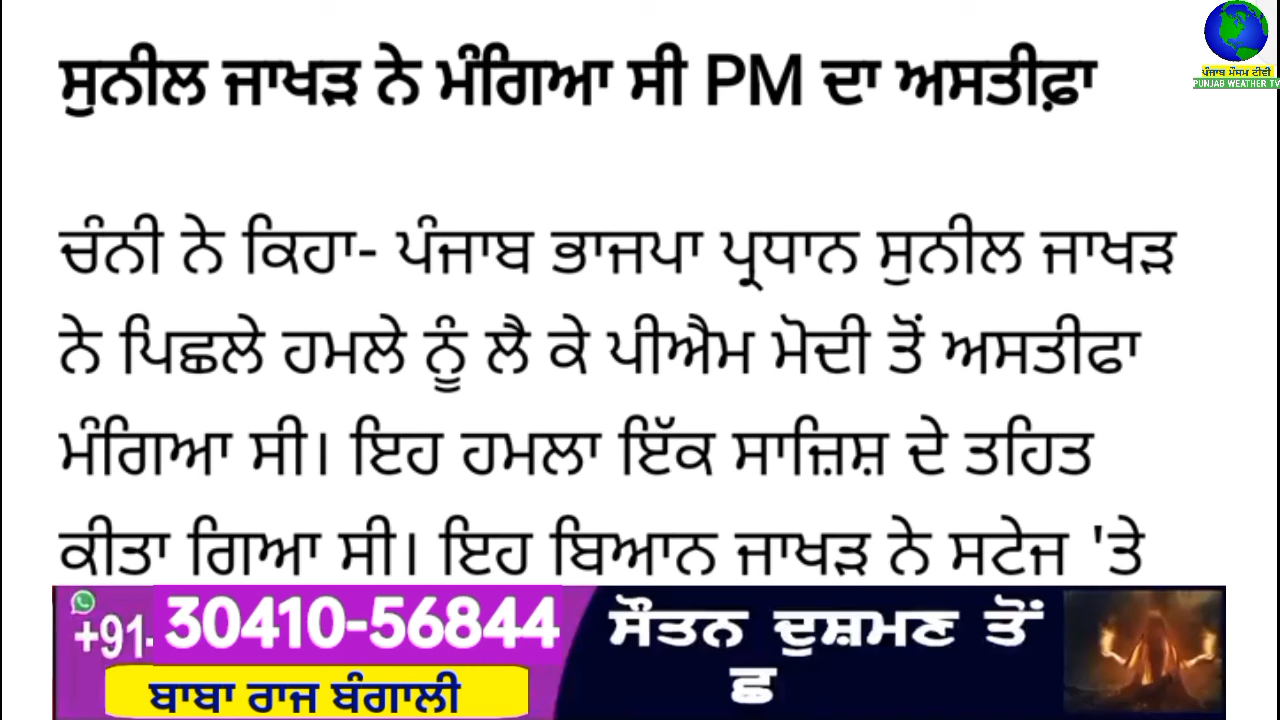 ਸੁਨੀਲ ਜਾਖੜ ਨੇ ਮੰਗਿਆ ਸੀ PM ਦਾ ਅਸਤੀਫ਼ਾ
ਪੰਜਾਬ ਮੌਸਮ ਟੀਵੀ
PUNJAB WEATHER TV
ਚੰਨੀ ਨੇ ਕਿਹਾ- ਪੰਜਾਬ ਭਾਜਪਾ ਪ੍ਰਧਾਨ ਸੁਨੀਲ ਜਾਖੜ
ਨੇ ਪਿਛਲੇ ਹਮਲੇ ਨੂੰ ਲੈ ਕੇ ਪੀਐਮ ਮੋਦੀ ਤੋਂ ਅਸਤੀਫਾ
ਮੰਗਿਆ ਸੀ। ਇਹ ਹਮਲਾ ਇੱਕ ਸਾਜ਼ਿਸ਼ ਦੇ ਤਹਿਤ
ਕੀਤਾ ਗਿਆ ਸੀ। ਇਹ ਬਿਆਨ ਜਾਖੜ ਨੇ ਸਟੇਜ 'ਤੇ
+91. 30410-56844
ਬਾਬਾ ਰਾਜ ਬੰਗਾਲੀ
ਸੌਤਨ ਦੁਸ਼ਮਣ ਤੋਂ
ਛ